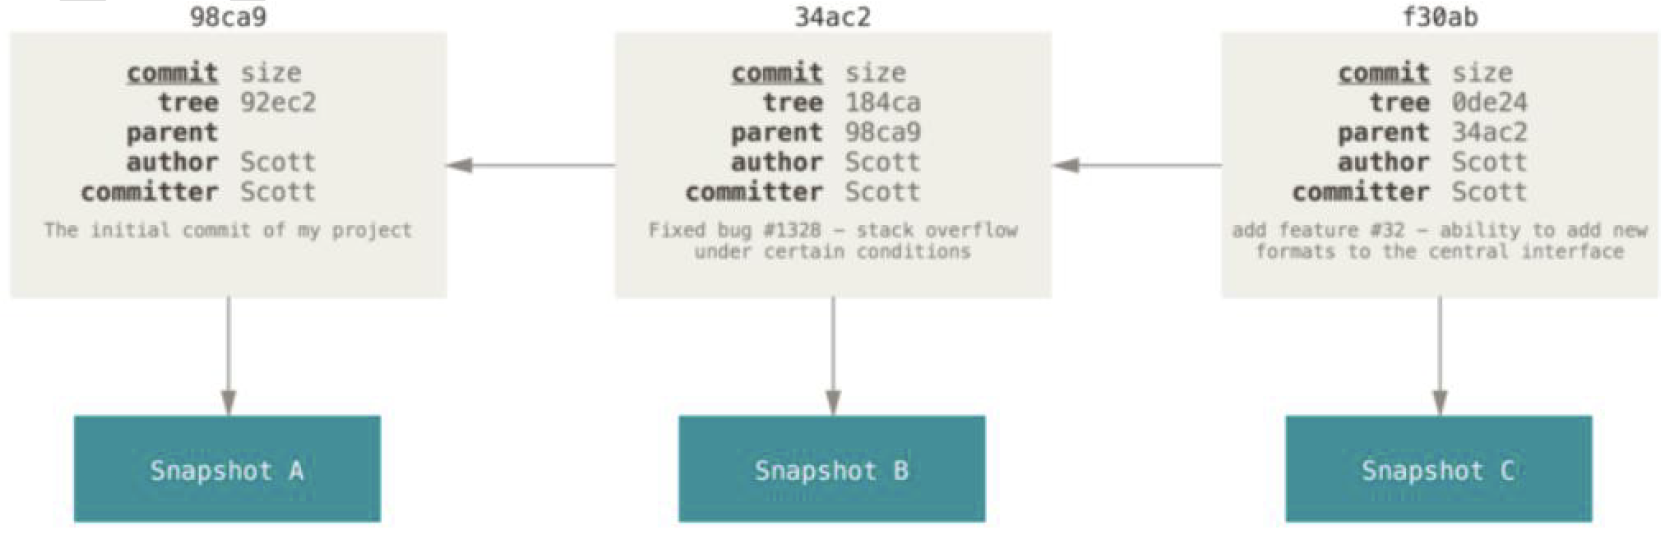 98ca9
commit size
tree 92ec2
parent
author Scott
committer Scott
The initial commit of my project
Snapshot A
34ac2
commit size
tree 184ca
parent 98ca9
author Scott
committer Scott
Fixed bug #1328 – stack overflow
under certain conditions
Snapshot B
f30ab
commit size
tree 0de24
parent 34ac2
author Scott
committer Scott
add feature #32 – ability to add new
formats to the central interface
Snapshot C